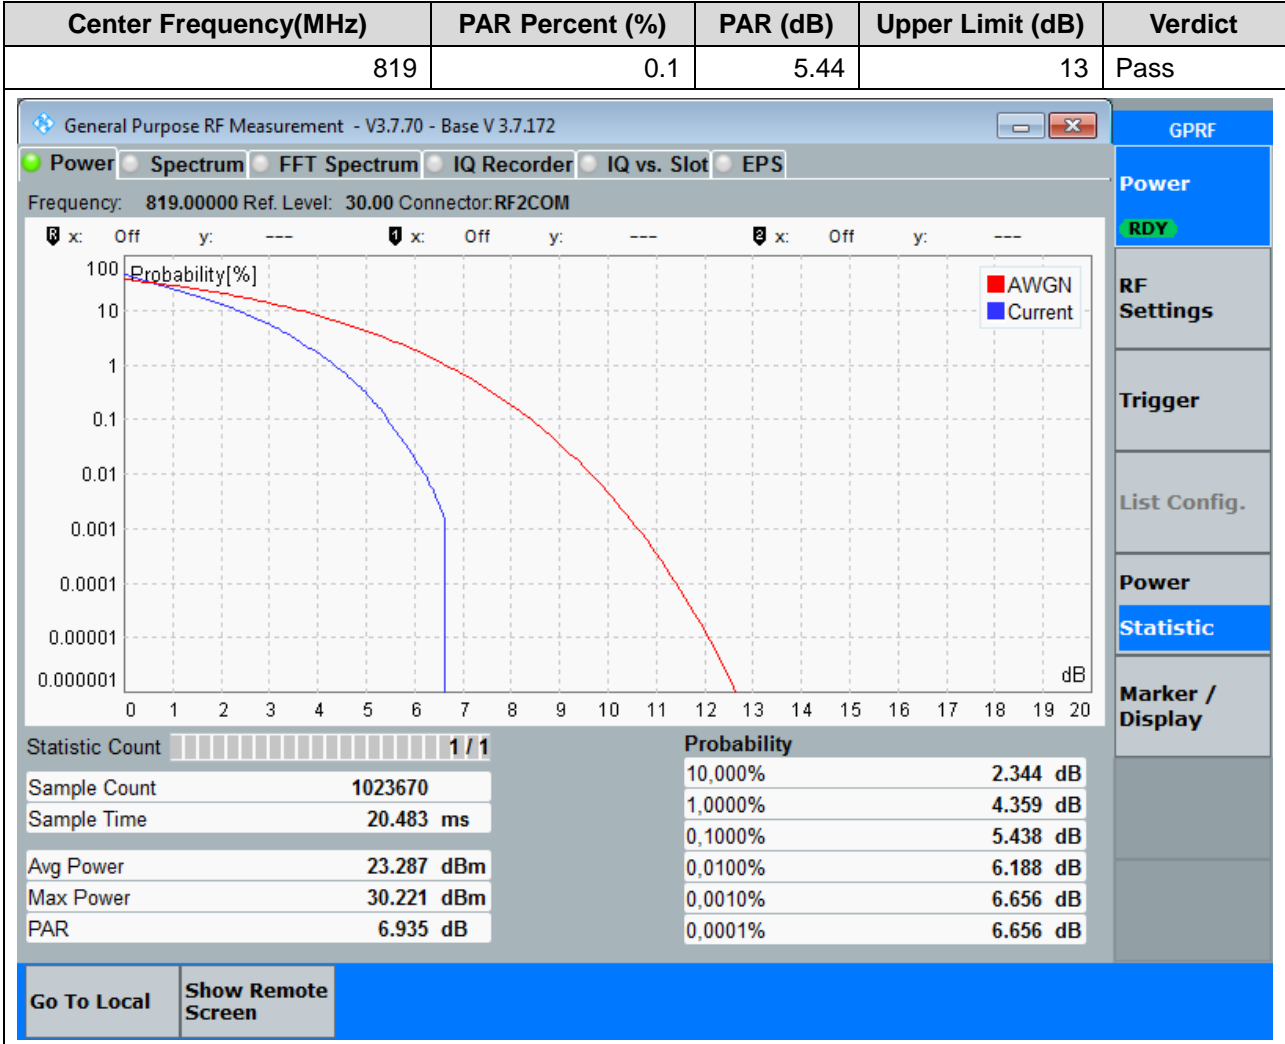 Center Frequency(MHz) PAR Percent (%) PAR (dB) Upper Limit (dB) Verdict
819 0.1 5.44 13 Pass
General Purpose RF Measurement - V3.7.70 - Base V 3.7.172
GPRF
Power Spectrum FFT Spectrum IQ Recorder IQ vs. Slot EPS
Frequency: 819.00000 Ref. Level: 30.00 Connector: RF2COM
R x: Off y: --- 1 x: Off y: --- 2 x: Off y: ---
Probability[%]
100
10
1
0.1
0.01
0.001
0.0001
0.00001
0.000001
AWGN
Current
dB
0 1 2 3 4 5 6 7 8 9 10 11 12 13 14 15 16 17 18 19 20
Statistic Count 1 / 1
Sample Count 1023670
Sample Time 20.483 ms
Avg Power 23.287 dBm
Max Power 30.221 dBm
PAR 6.935 dB
Probability
10,000% 2.344 dB
1,0000% 4.359 dB
0,1000% 5.438 dB
0,0100% 6.188 dB
0,0010% 6.656 dB
0,0001% 6.656 dB
Power
RDY
RF
Settings
Trigger
List Config.
Power
Statistic
Marker /
Display
Go To Local
Show Remote
Screen